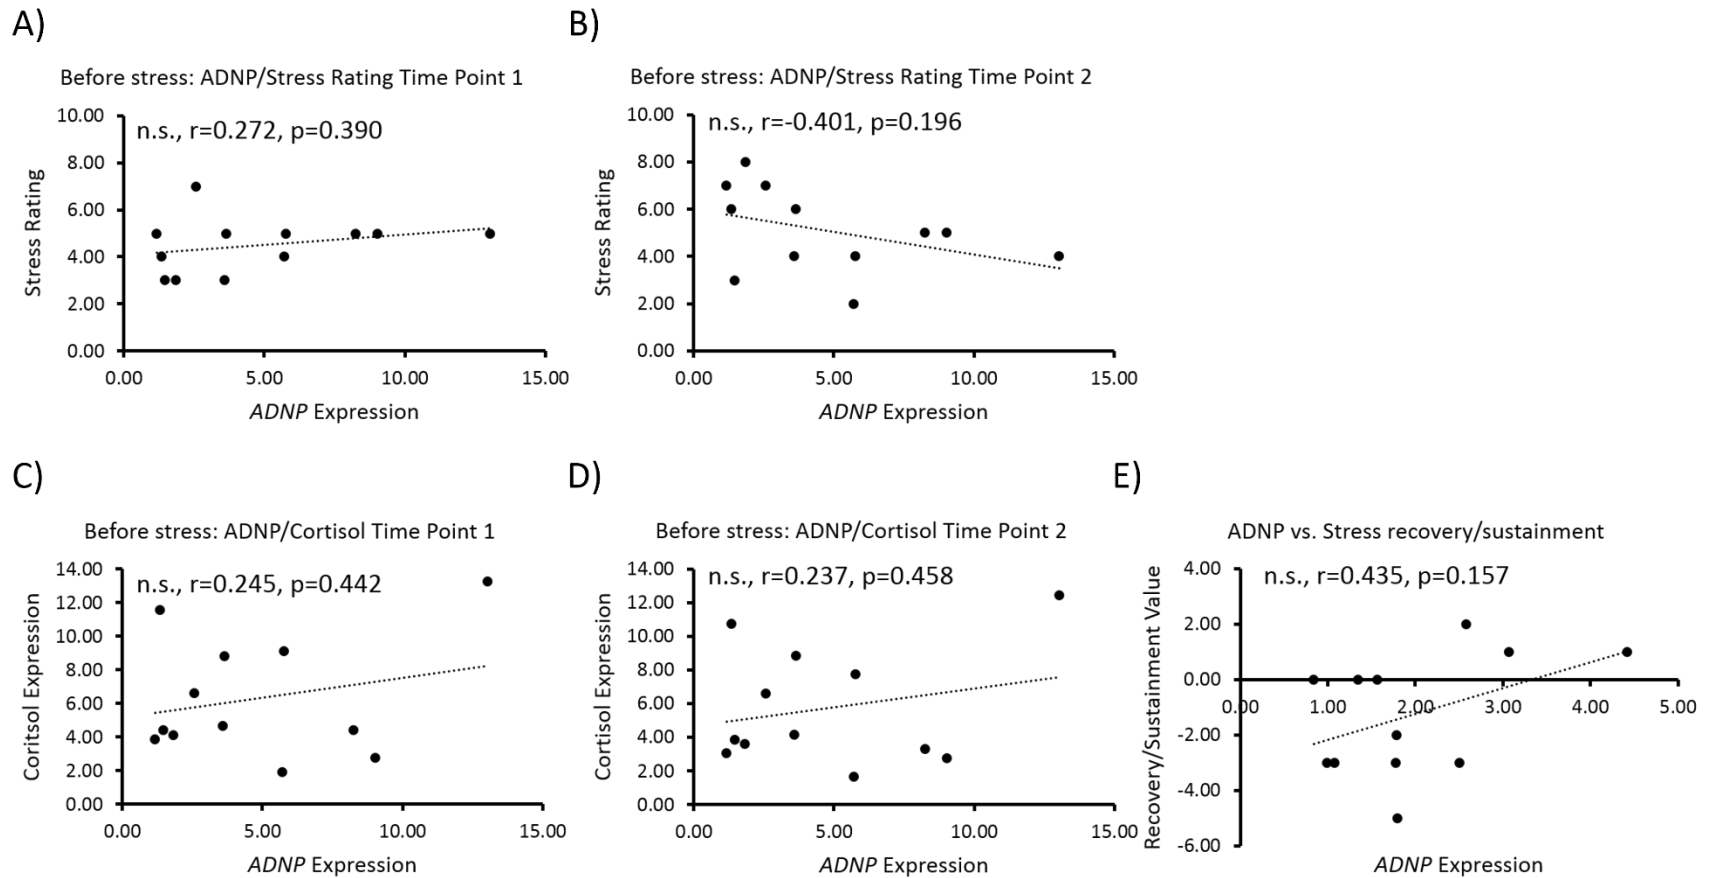 A)
Before stress: ADNP/Stress Rating Time Point 1
n.s., r=0.272, p=0.390
10.00
8.00
6.00
4.00
2.00
0.00
Stress Rating
0.00 5.00 10.00 15.00
ADNP Expression
B)
Before stress: ADNP/Stress Rating Time Point 2
n.s., r=-0.401, p=0.196
10.00
8.00
6.00
4.00
2.00
0.00
Stress Rating
0.00 5.00 10.00 15.00
ADNP Expression
C)
Before stress: ADNP/Cortisol Time Point 1
n.s., r=0.245, p=0.442
14.00
12.00
10.00
8.00
6.00
4.00
2.00
0.00
Coritsol Expression
0.00 5.00 10.00 15.00
ADNP Expression
D)
Before stress: ADNP/Cortisol Time Point 2
n.s., r=0.237, p=0.458
14.00
12.00
10.00
8.00
6.00
4.00
2.00
0.00
Cortisol Expression
0.00 5.00 10.00 15.00
ADNP Expression
E)
ADNP vs. Stress recovery/sustainment
n.s., r=0.435, p=0.157
4.00
2.00
0.00
-2.00
-4.00
-6.00
Recovery/Sustainment Value
0.00 1.00 2.00 3.00 4.00 5.00
ADNP Expression